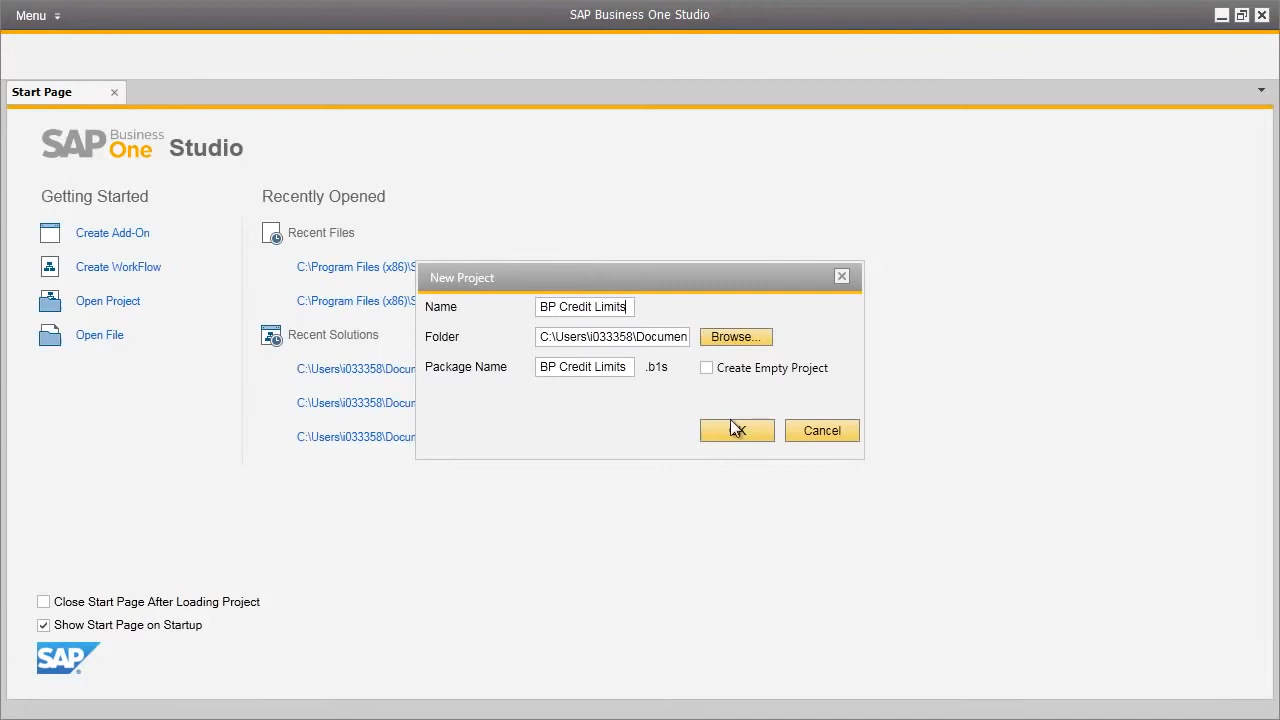 Menu
SAP Business One Studio
Start Page
SAP Business One Studio
Getting Started
Create Add-On
Create WorkFlow
Open Project
Open File
Recently Opened
Recent Files
C:\Program Files (x86)\S
C:\Program Files (x86)\S
Recent Solutions
C:\Users\i033358\Docum
C:\Users\i033358\Docum
C:\Users\i033358\Docum
New Project
Name BP Credit Limits
Folder C:\Users\i033358\Documen Browse...
Package Name BP Credit Limits .b1s Create Empty Project
Cancel
Close Start Page After Loading Project
Show Start Page on Startup
SAP